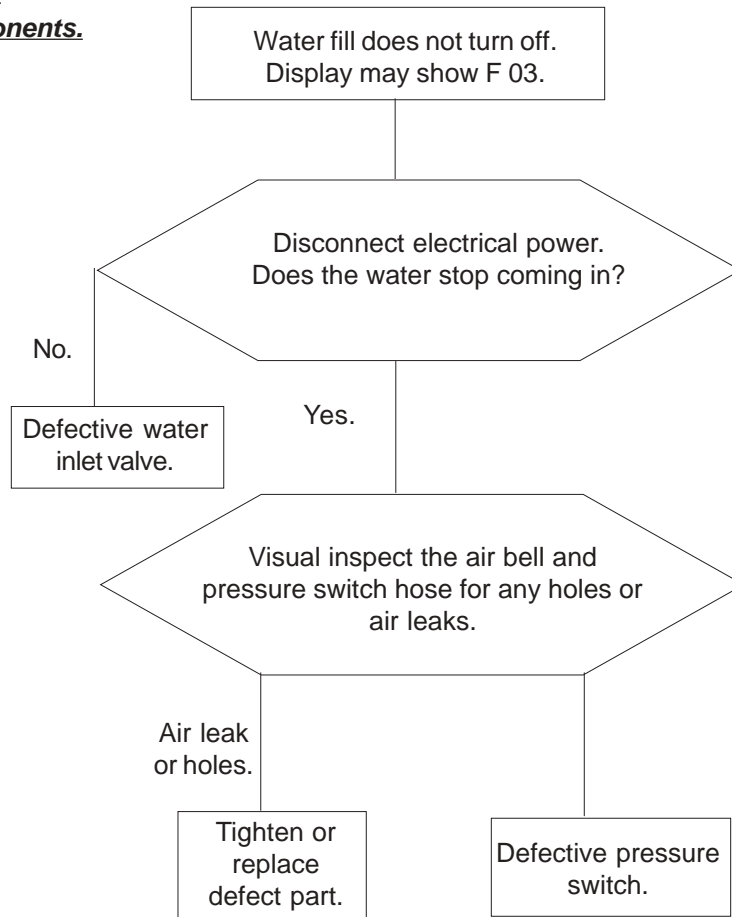 onents.
Water fill does not turn off.
Display may show F 03.
Disconnect electrical power.
Does the water stop coming in?
No.
Yes.
Defective water
inlet valve.
Visual inspect the air bell and
pressure switch hose for any holes or
air leaks.
Air leak
or holes.
Tighten or
replace
defect part.
Defective pressure
switch.